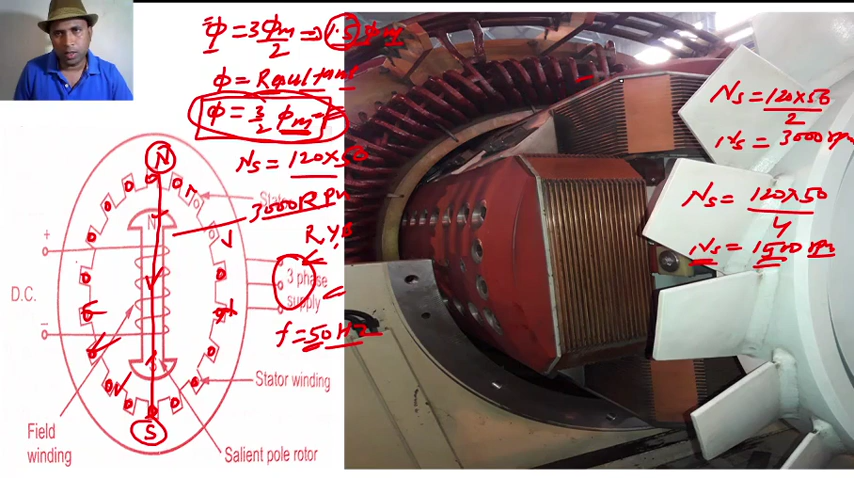 φ = 3φm/2 ⇒ 1.5 φm
φ = Resultant
φ = 3/2 φm
Ns = 120×50
3000 RPM
R, Y, B
N
Stator
N
+
D.C.
3 phase
supply
−
f = 50 Hz
S
Stator winding
S
Field
winding
Salient pole rotor
Ns = 120×50
2
Ns = 3000 rpm
Ns = 120×50
4
Ns = 1500 rpm